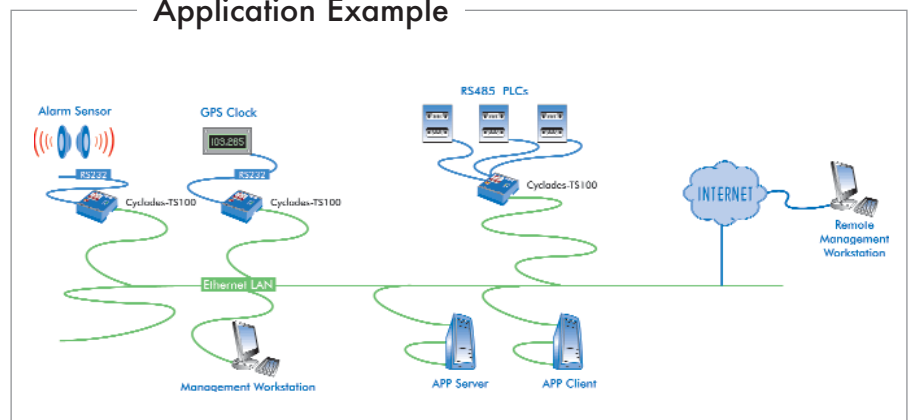 Application Example
RS485 PLCs
Alarm Sensor
GPS Clock
103.265
RS232
RS232
Cyclades-TS100
Cyclades-TS100
Cyclades-TS100
INTERNET
Remote
Management
Workstation
Ethernet LAN
Management Workstation
APP Server
APP Client